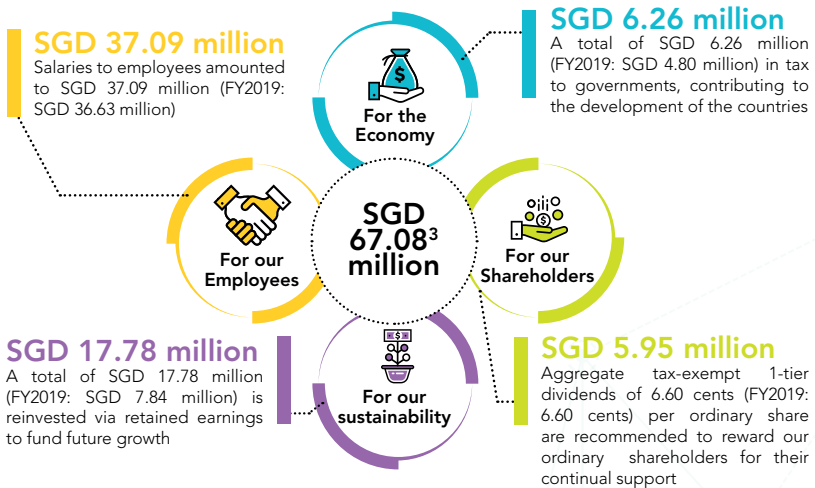 SGD 37.09 million
Salaries to employees amounted
to SGD 37.09 million (FY2019:
SGD 36.63 million)
$
For the
Economy
SGD 6.26 million
A total of SGD 6.26 million
(FY2019: SGD 4.80 million) in tax
to governments, contributing to
the development of the countries
For our
Employees
SGD
67.08³
million
$
For our
Shareholders
SGD 17.78 million
A total of SGD 17.78 million
(FY2019: SGD 7.84 million) is
reinvested via retained earnings
to fund future growth
$
For our
sustainability
SGD 5.95 million
Aggregate tax-exempt 1-tier
dividends of 6.60 cents (FY2019:
6.60 cents) per ordinary share
are recommended to reward our
ordinary shareholders for their
continual support